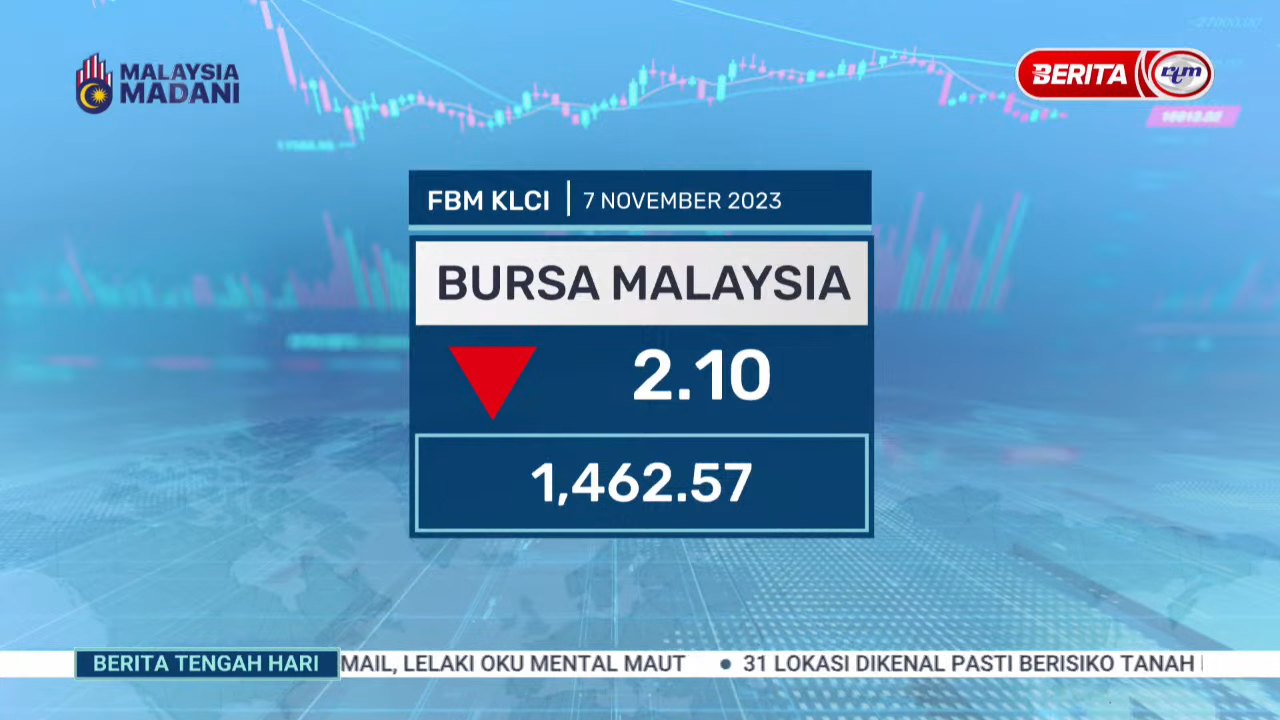 MALAYSIA
MADANI
BERITA rtm
FBM KLCI 7 NOVEMBER 2023
BURSA MALAYSIA
2.10
1,462.57
BERITA TENGAH HARI MAIL, LELAKI OKU MENTAL MAUT • 31 LOKASI DIKENAL PASTI BERISIKO TANAH